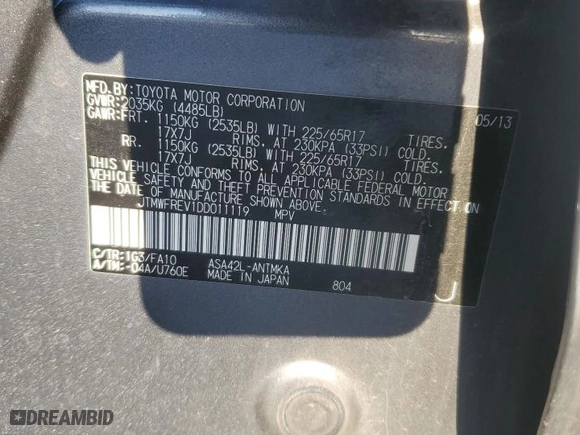 MFD.BY:TOYOTA MOTOR CORPORATION 05/13
GVWR:2035KG (4485LB)
GAWR:FRT. 1150KG (2535LB) WITH 225/65R17 TIRES.
17X7J RIMS. AT 230KPA (33PSI) COLD.
RR. 1150KG (2535LB) WITH 225/65R17 TIRES.
17X7J RIMS. AT 230KPA (33PSI) COLD.
THIS VEHICLE CONFORMS TO ALL APPLICABLE FEDERAL MOTOR
VEHICLE SAFETY AND THEFT PREVENTION STANDARDS IN EFFECT ON
THE DATE OF MANUFACTURE SHOWN ABOVE.
JTMWFREV1DD011119 MPV
C/TR:1G3/FA10 ASA42L-ANTMKA
A/TM:-04A/U760E MADE IN JAPAN 804
J
DREAMBID